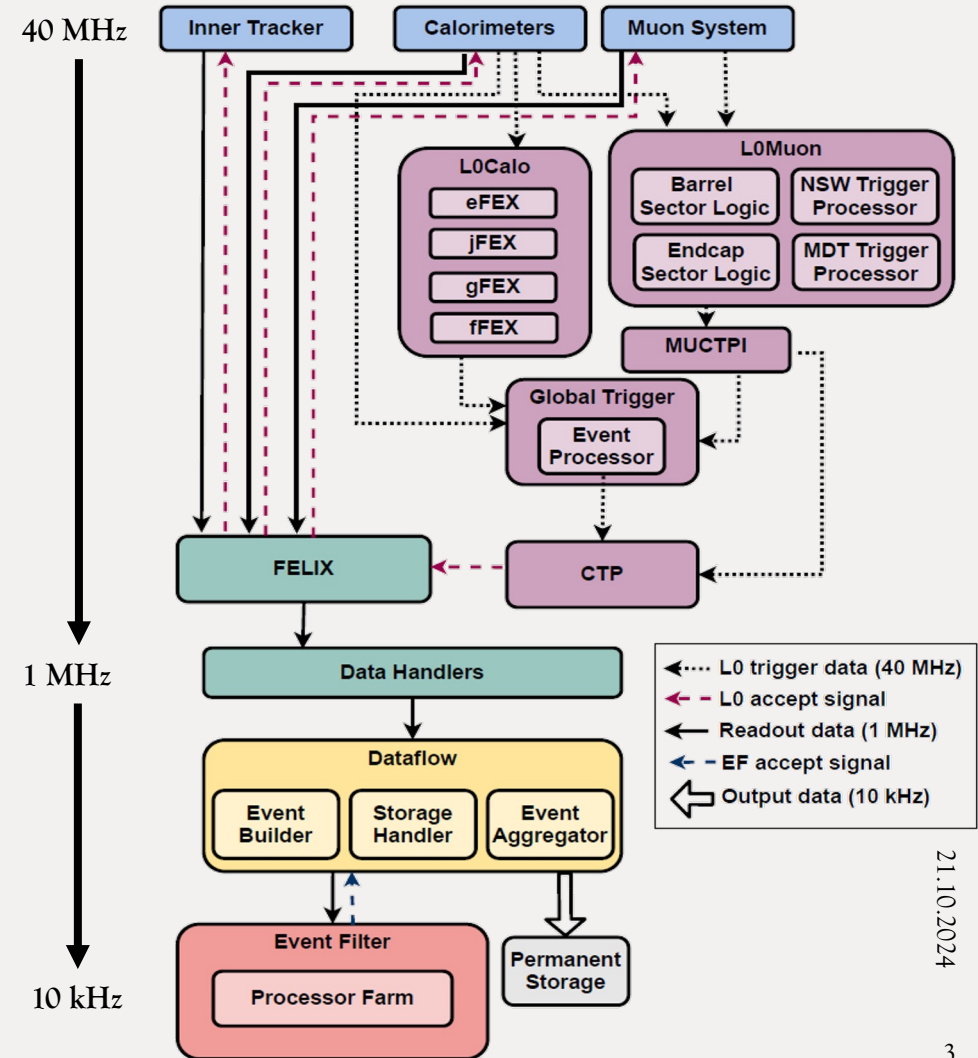 40 MHz
Inner Tracker
Calorimeters
Muon System
L0Calo
eFEX
jFEX
gFEX
fFEX
L0Muon
Barrel
Sector Logic
NSW Trigger
Processor
Endcap
Sector Logic
MDT Trigger
Processor
MUCTPI
Global Trigger
Event
Processor
FELIX
CTP
1 MHz
Data Handlers
L0 trigger data (40 MHz)
L0 accept signal
Readout data (1 MHz)
EF accept signal
Output data (10 kHz)
Dataflow
Event
Builder
Storage
Handler
Event
Aggregator
10 kHz
Event Filter
Processor Farm
Permanent
Storage
21.10.2024
3